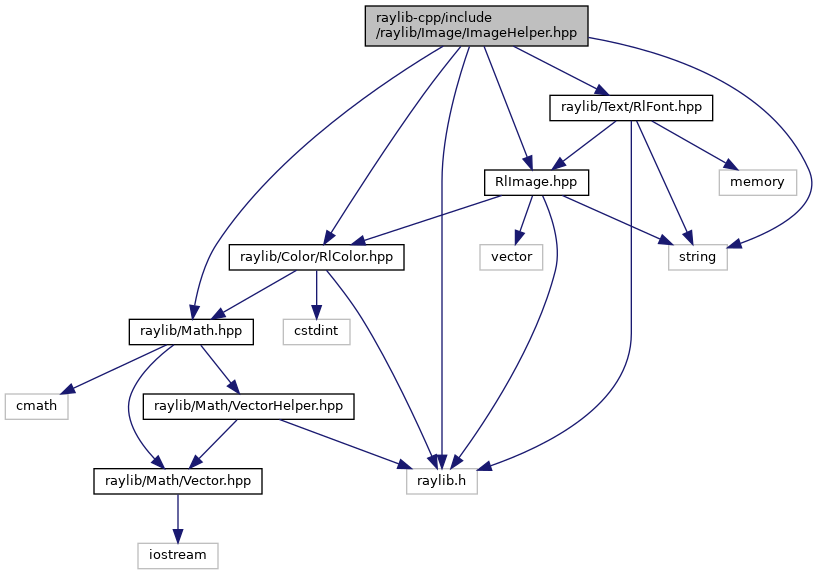 raylib-cpp/include
/raylib/Image/ImageHelper.hpp
raylib/Text/RlFont.hpp
RlImage.hpp
memory
raylib/Color/RlColor.hpp
vector
string
raylib/Math.hpp
cstdint
cmath
raylib/Math/VectorHelper.hpp
raylib/Math/Vector.hpp
raylib.h
iostream